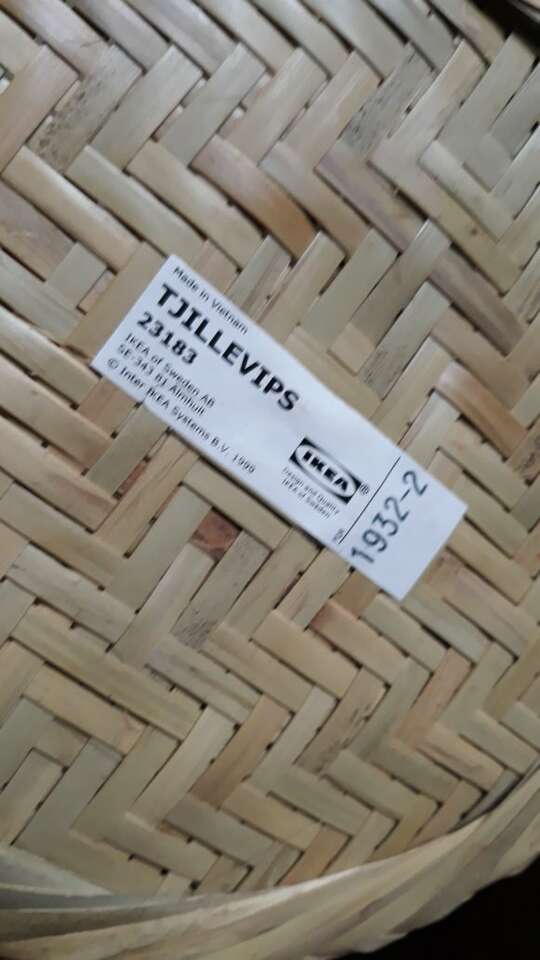 Made in Vietnam
TJILLEVIPS
23183
IKEA of Sweden AB
SE-343 81 Älmhult
© Inter IKEA Systems B.V. 1999
IKEA®
Design and Quality
IKEA of Sweden
1932-2